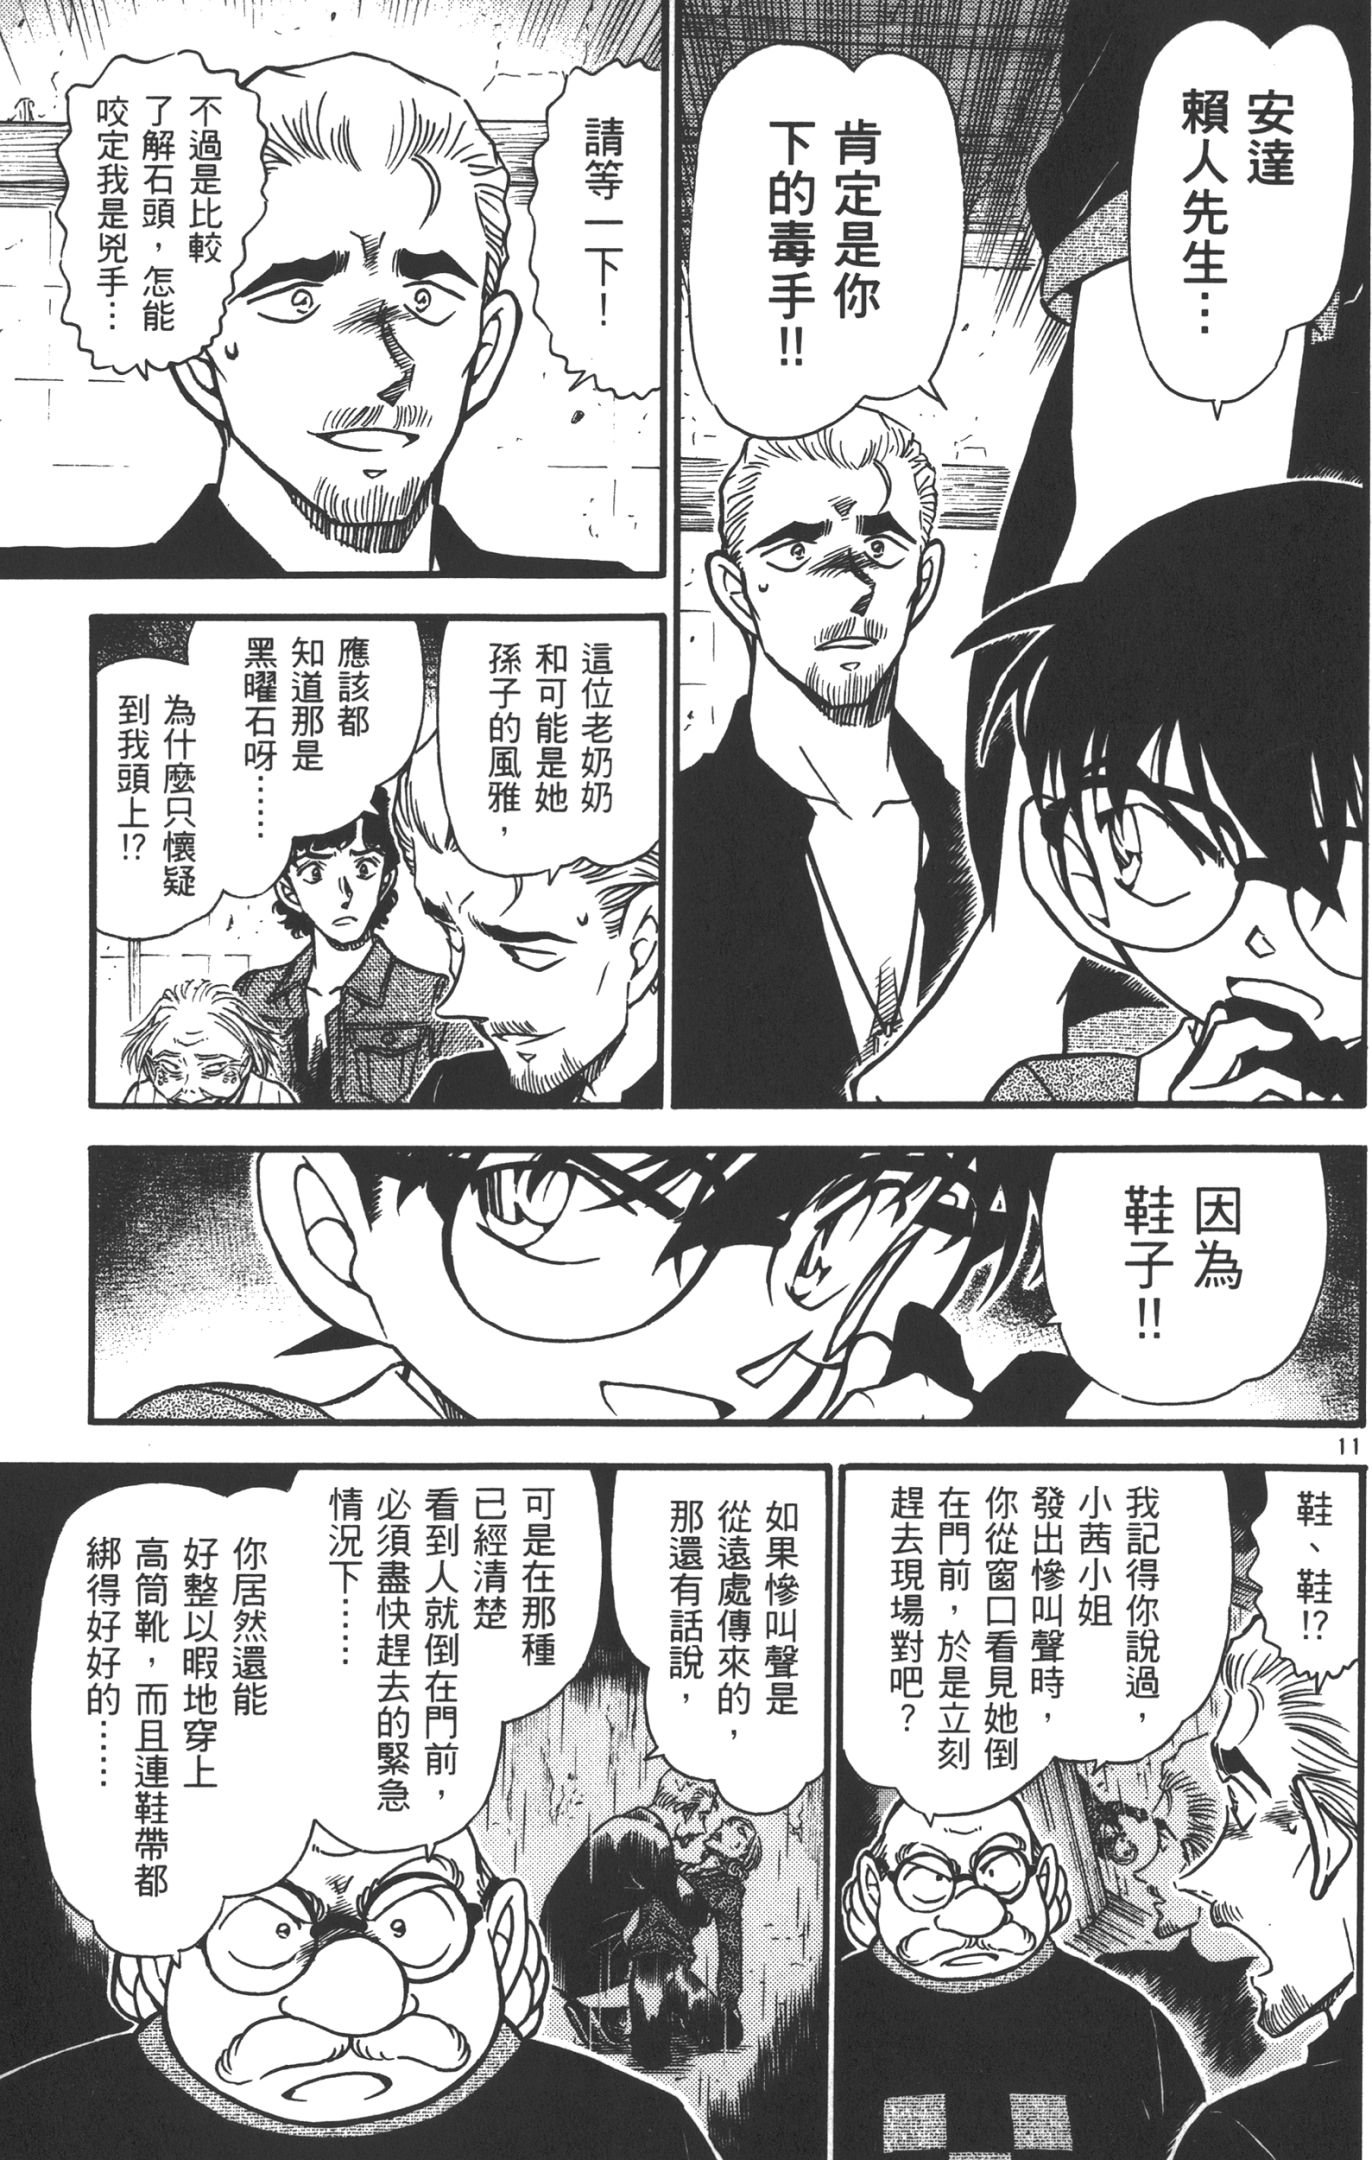 安達
賴人先生…
肯定是你
下的毒手!!
請等一下！
不過是比較
了解石頭，怎能
咬定我是兇手…
這位老奶奶
和可能是她
孫子的風雅，
應該都
知道那是
黑曜石呀……
為什麼只懷疑
到我頭上!?
因為
鞋子!!
11
鞋、鞋!?
我記得你說過，
小茜小姐
發出慘叫聲時，
你從窗口看見她倒
在門前，於是立刻
趕去現場對吧？
如果慘叫聲是
從遠處傳來的，
那還有話說，
可是在那種
已經清楚
看到人就倒在門前，
必須盡快趕去的緊急
情況下……
你居然還能
好整以暇地穿上
高筒靴，而且連鞋帶都
綁得好好的……